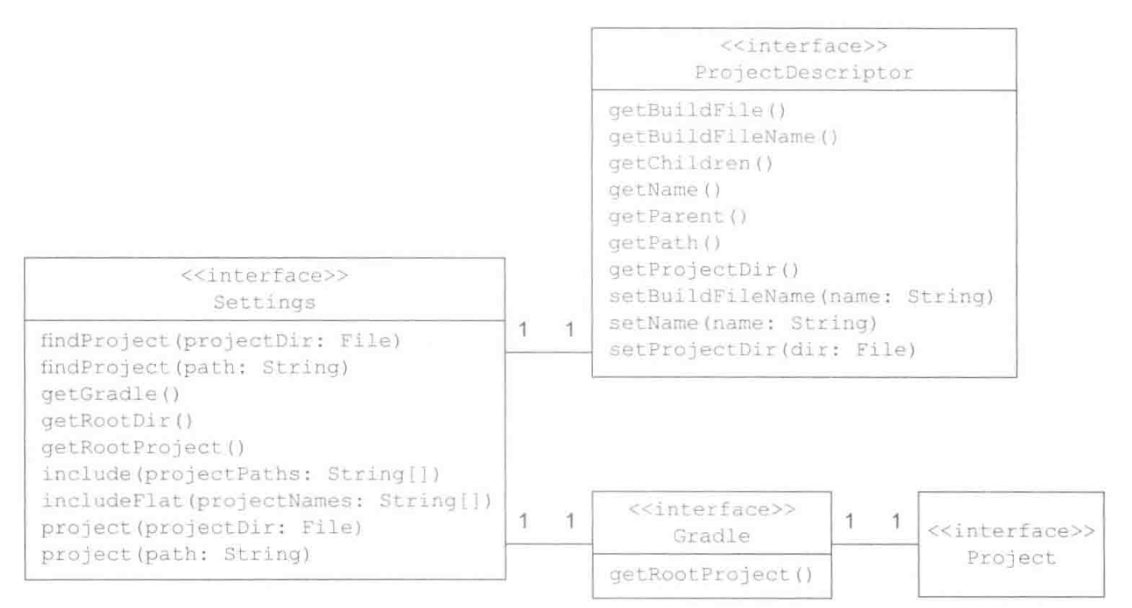 <<interface>>
ProjectDescriptor
getBuildFile()
getBuildFileName()
getChildren()
getName()
getParent()
getPath()
getProjectDir()
setBuildFileName(name: String)
setName(name: String)
setProjectDir(dir: File)
<<interface>>
Settings
findProject(projectDir: File)
findProject(path: String)
getGradle()
getRootDir()
getRootProject()
include(projectPaths: String[])
includeFlat(projectNames: String[])
project(projectDir: File)
project(path: String)
1 1
1 1
<<interface>>
Gradle
getRootProject()
1 1
<<interface>>
Project